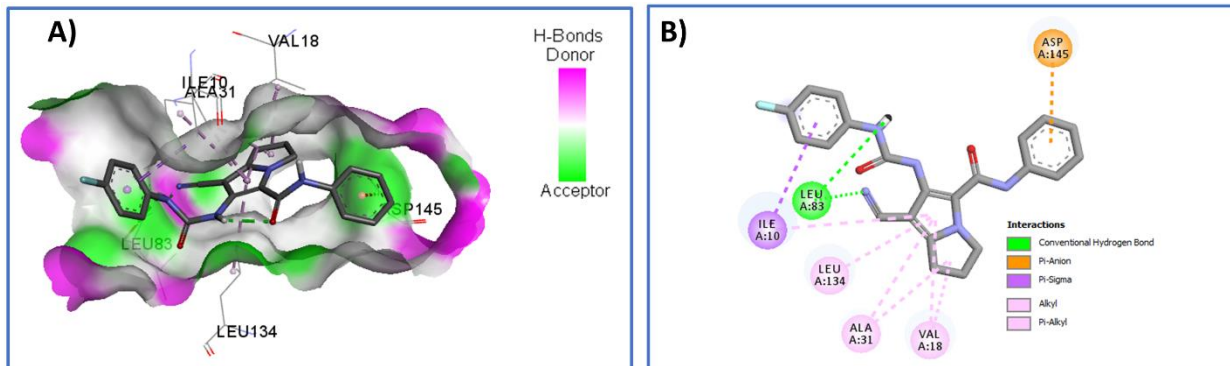 A)
VAL18
ILE10
ALA31
LEU83
SP145
LEU134
H-Bonds
Donor
Acceptor
B)
ASP
A:145
LEU
A:83
ILE
A:10
LEU
A:134
ALA
A:31
VAL
A:18
Interactions
Conventional Hydrogen Bond
Pi-Anion
Pi-Sigma
Alkyl
Pi-Alkyl